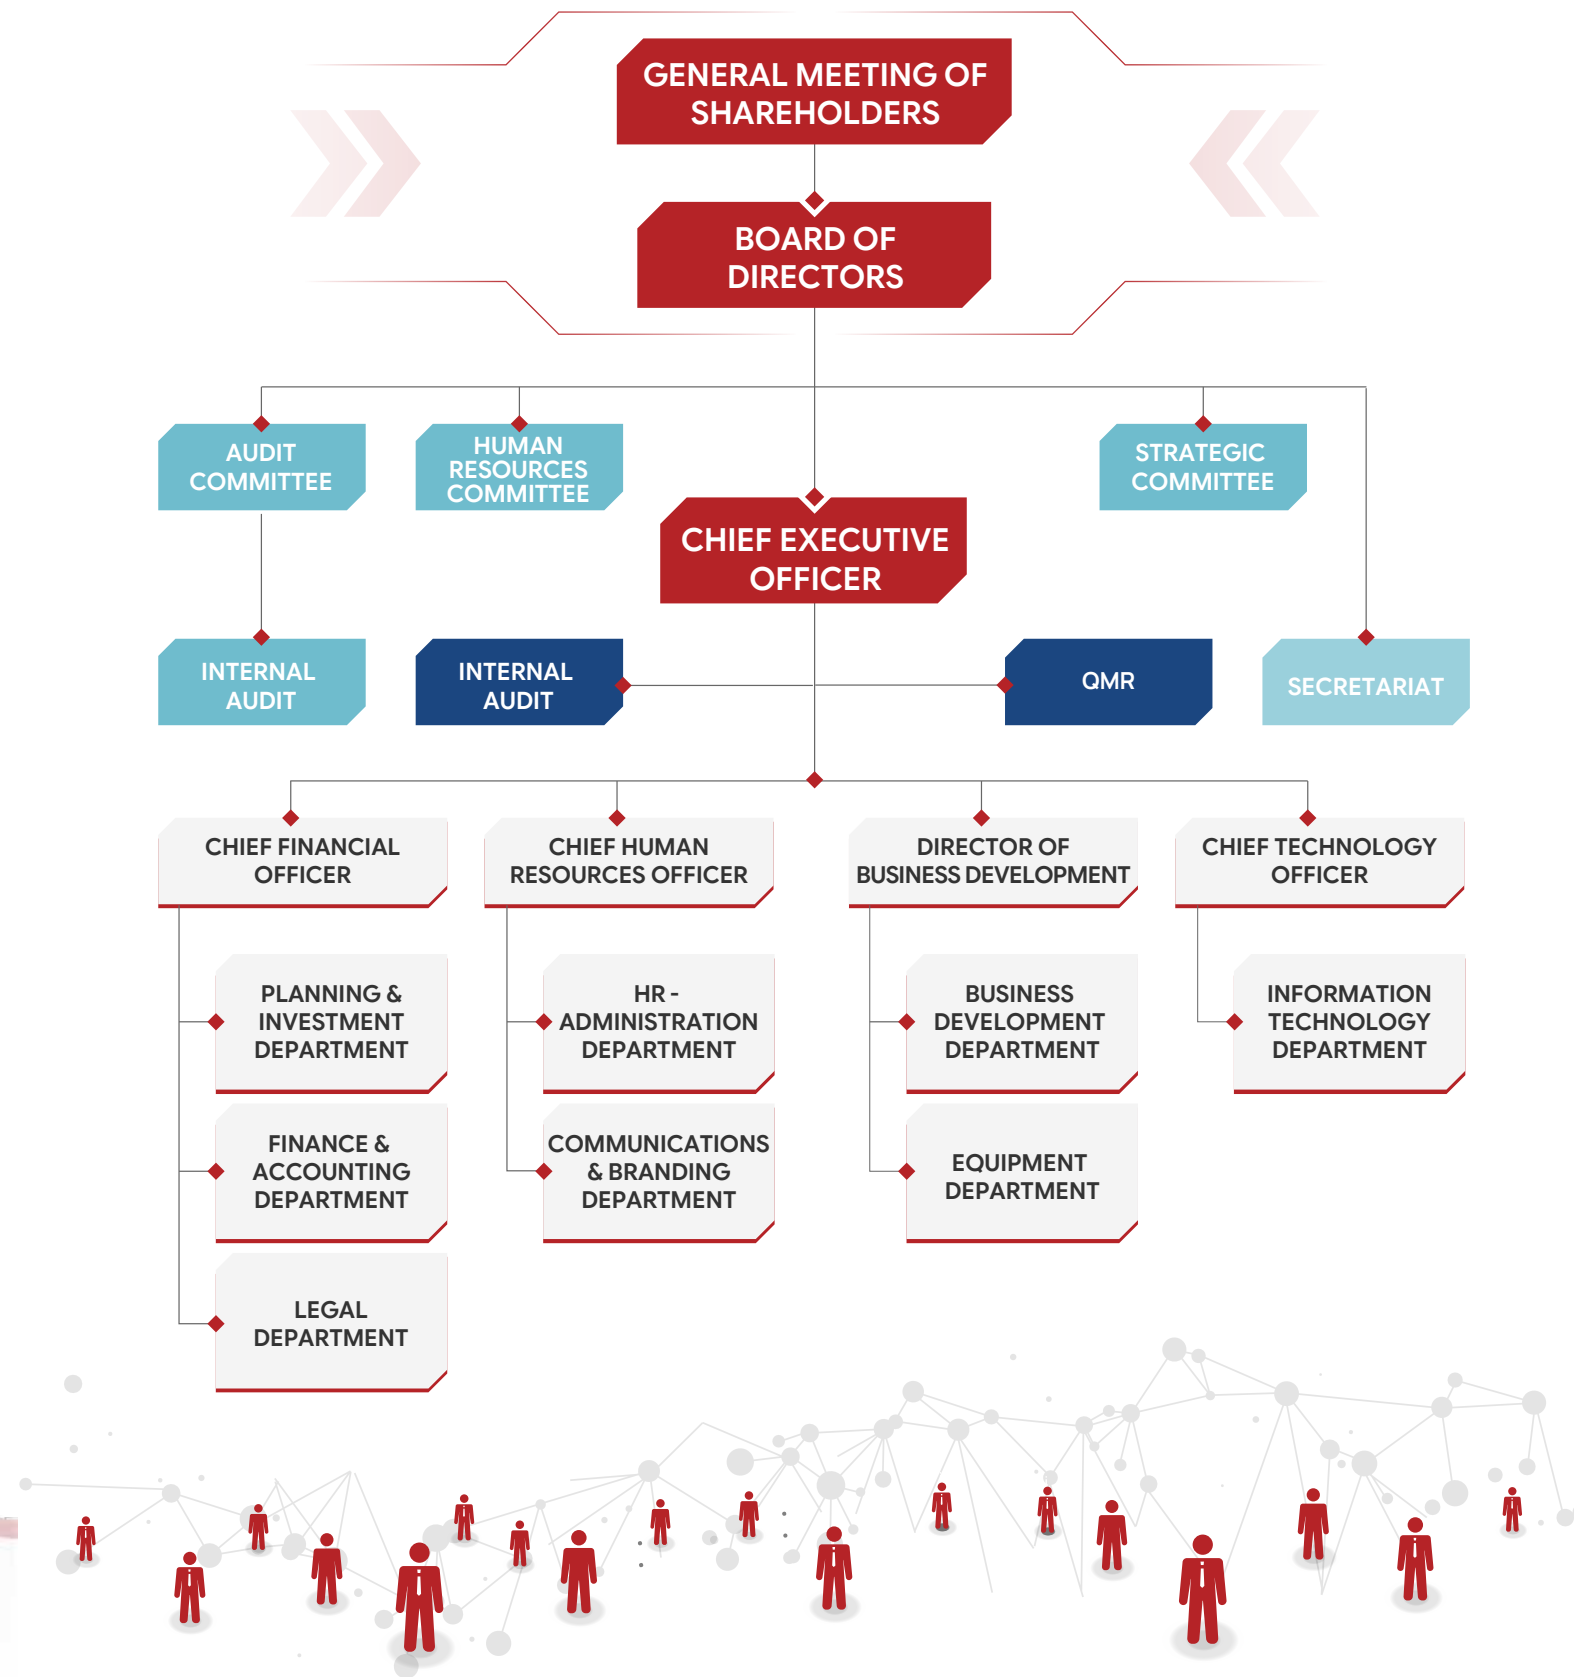 GENERAL MEETING OF
SHAREHOLDERS
BOARD OF
DIRECTORS
AUDIT
COMMITTEE
HUMAN
RESOURCES
COMMITTEE
STRATEGIC
COMMITTEE
CHIEF EXECUTIVE
OFFICER
INTERNAL
AUDIT
INTERNAL
AUDIT
QMR
SECRETARIAT
CHIEF FINANCIAL
OFFICER
CHIEF HUMAN
RESOURCES OFFICER
DIRECTOR OF
BUSINESS DEVELOPMENT
CHIEF TECHNOLOGY
OFFICER
PLANNING &
INVESTMENT
DEPARTMENT
HR -
ADMINISTRATION
DEPARTMENT
BUSINESS
DEVELOPMENT
DEPARTMENT
INFORMATION
TECHNOLOGY
DEPARTMENT
FINANCE &
ACCOUNTING
DEPARTMENT
COMMUNICATIONS
& BRANDING
DEPARTMENT
EQUIPMENT
DEPARTMENT
LEGAL
DEPARTMENT